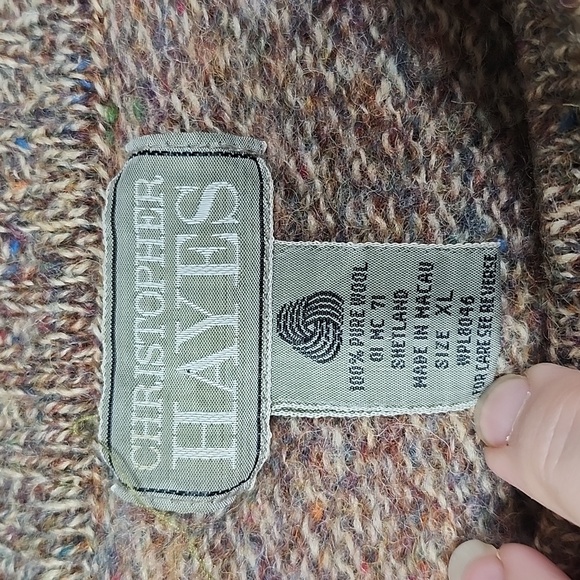 CHRISTOPHER
HAYES
100% PURE WOOL
01 MC 71
SHETLAND
MADE IN MACAU
SIZE XL
WPL8046
FOR CARE SEE REVERSE